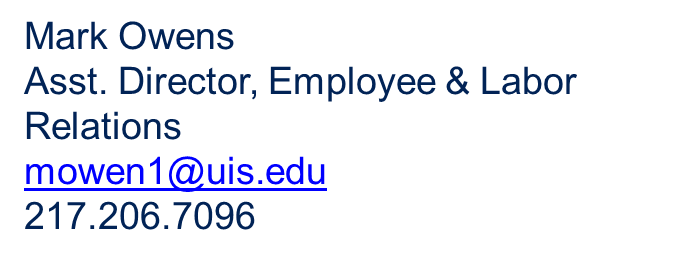 Mark Owens
Asst. Director, Employee & Labor
Relations
mowen1@uis.edu
217.206.7096